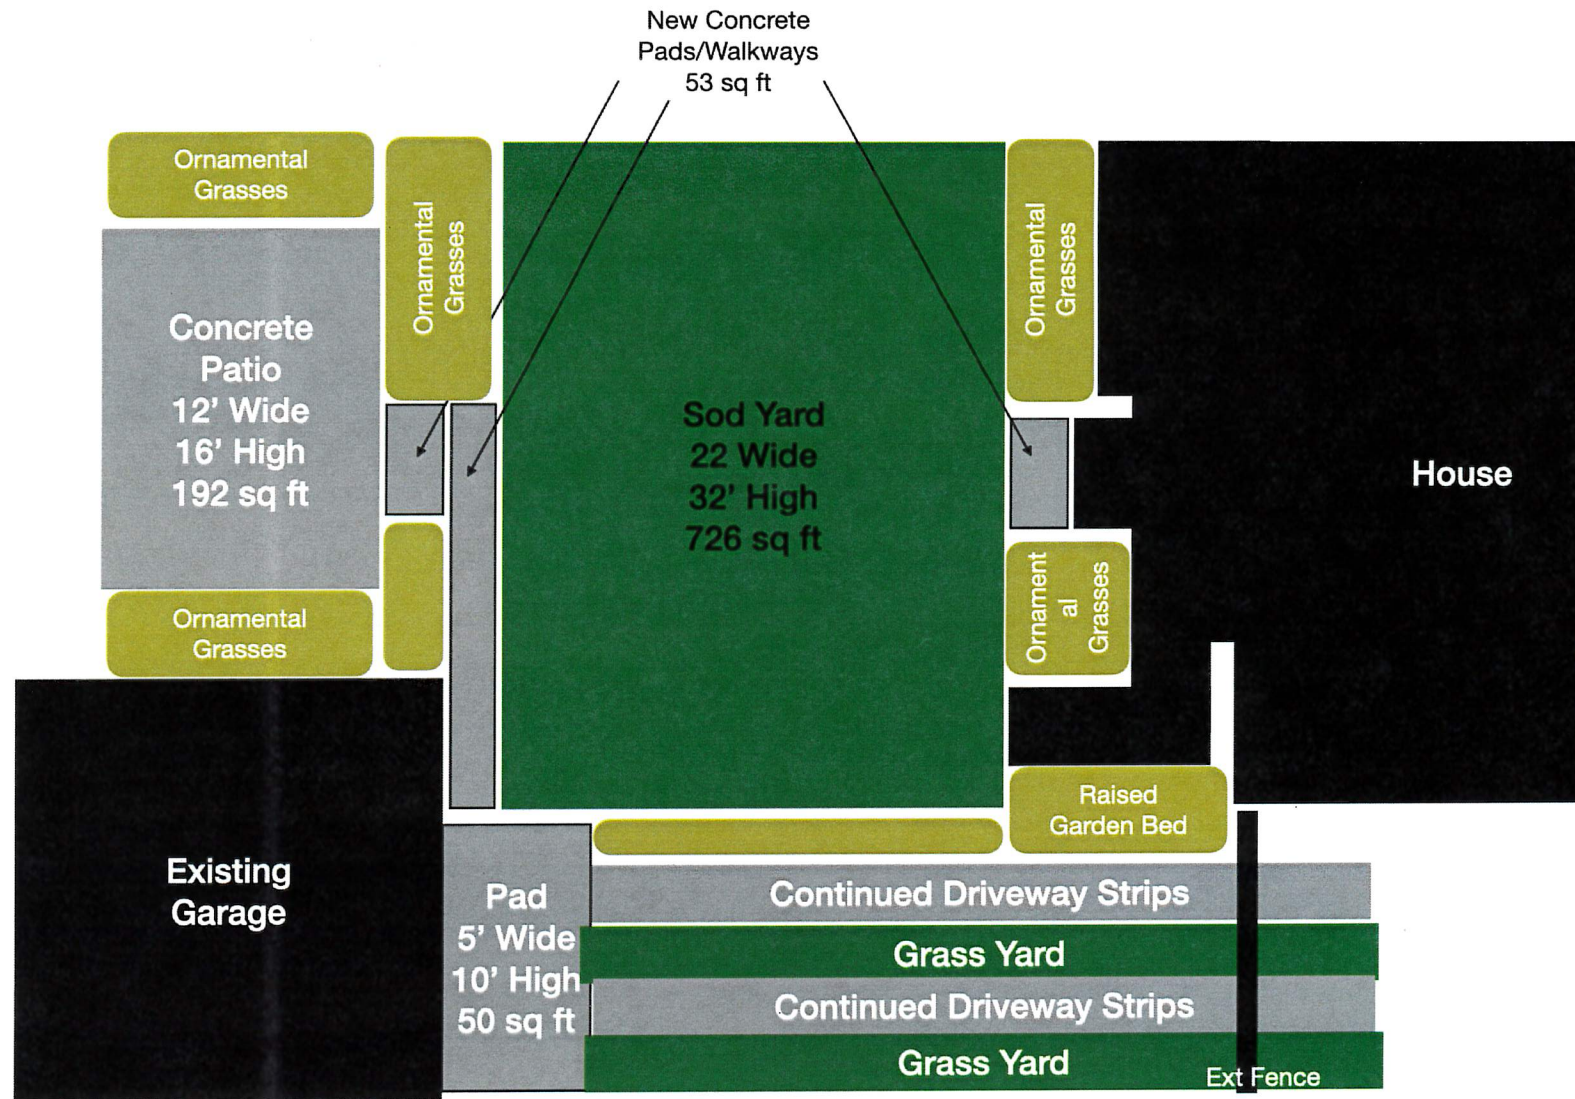 New Concrete
Pads/Walkways
53 sq ft
Ornamental
Grasses
Ornamental
Grasses
Ornamental
Grasses
Concrete
Patio
12' Wide
16' High
192 sq ft
Sod Yard
22 Wide
32' High
726 sq ft
House
Ornament
al
Grasses
Ornamental
Grasses
Raised
Garden Bed
Existing
Garage
Pad
5' Wide
10' High
50 sq ft
Continued Driveway Strips
Grass Yard
Continued Driveway Strips
Grass Yard
Ext Fence